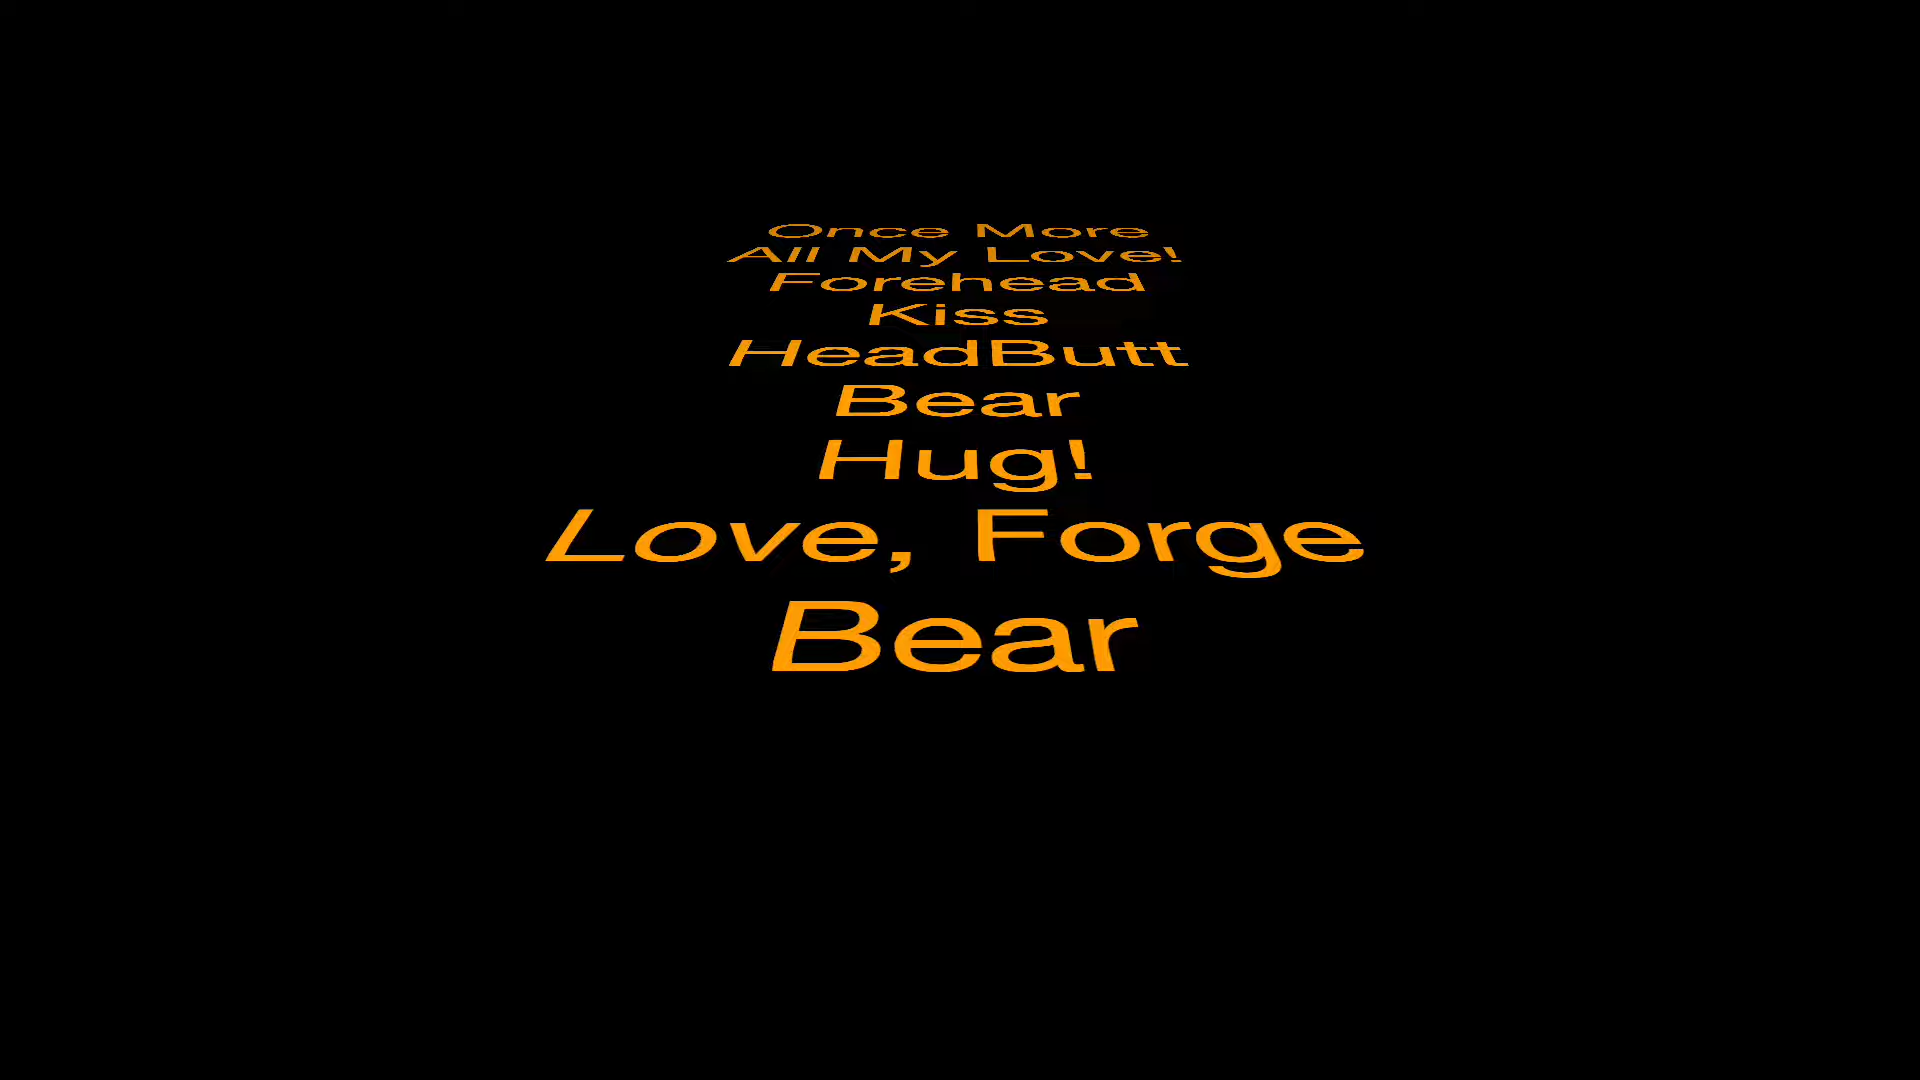 Once More
All My Love!
Forehead
Kiss
HeadButt
Bear
Hug!
Love, Forge
Bear